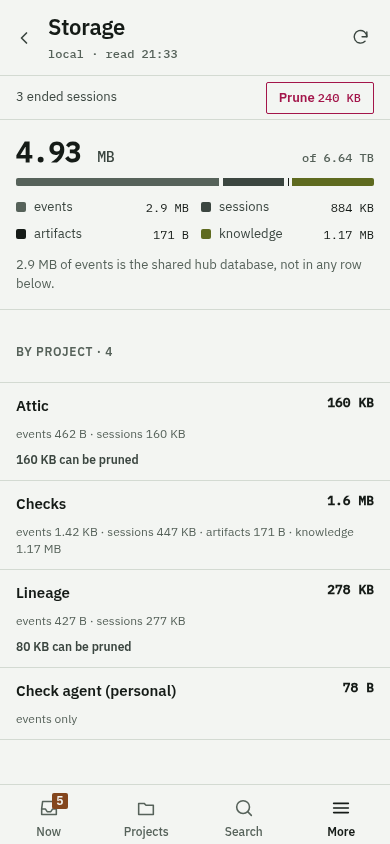 Storage
local · read 21:33
3 ended sessions
Prune 240 KB
4.93 MB
of 6.64 TB
events 2.9 MB
sessions 884 KB
artifacts 171 B
knowledge 1.17 MB
2.9 MB of events is the shared hub database, not in any row
below.
BY PROJECT · 4
Attic 160 KB
events 462 B · sessions 160 KB
160 KB can be pruned
Checks 1.6 MB
events 1.42 KB · sessions 447 KB · artifacts 171 B · knowledge
1.17 MB
Lineage 278 KB
events 427 B · sessions 277 KB
80 KB can be pruned
Check agent (personal) 78 B
events only
5
Now
Projects
Search
More